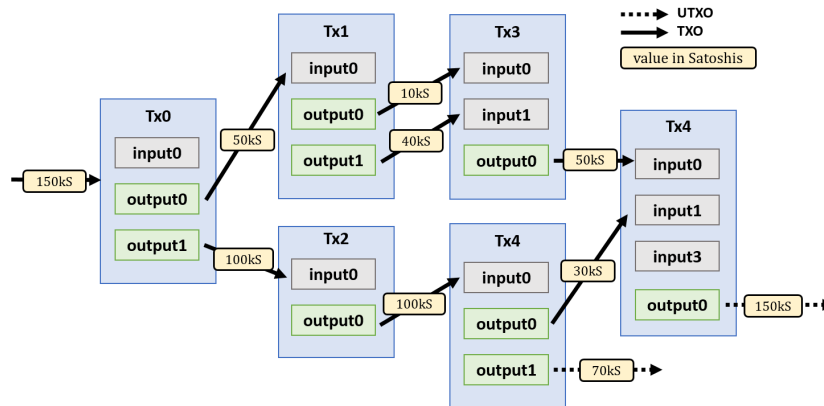 UTXO
TXO
value in Satoshis
150kS
Tx0
input0
output0
output1
50kS
100kS
Tx1
input0
output0
output1
10kS
40kS
Tx2
input0
output0
100kS
Tx3
input0
input1
output0
50kS
Tx4
input0
output0
output1
30kS
70kS
Tx4
input0
input1
input3
output0
150kS